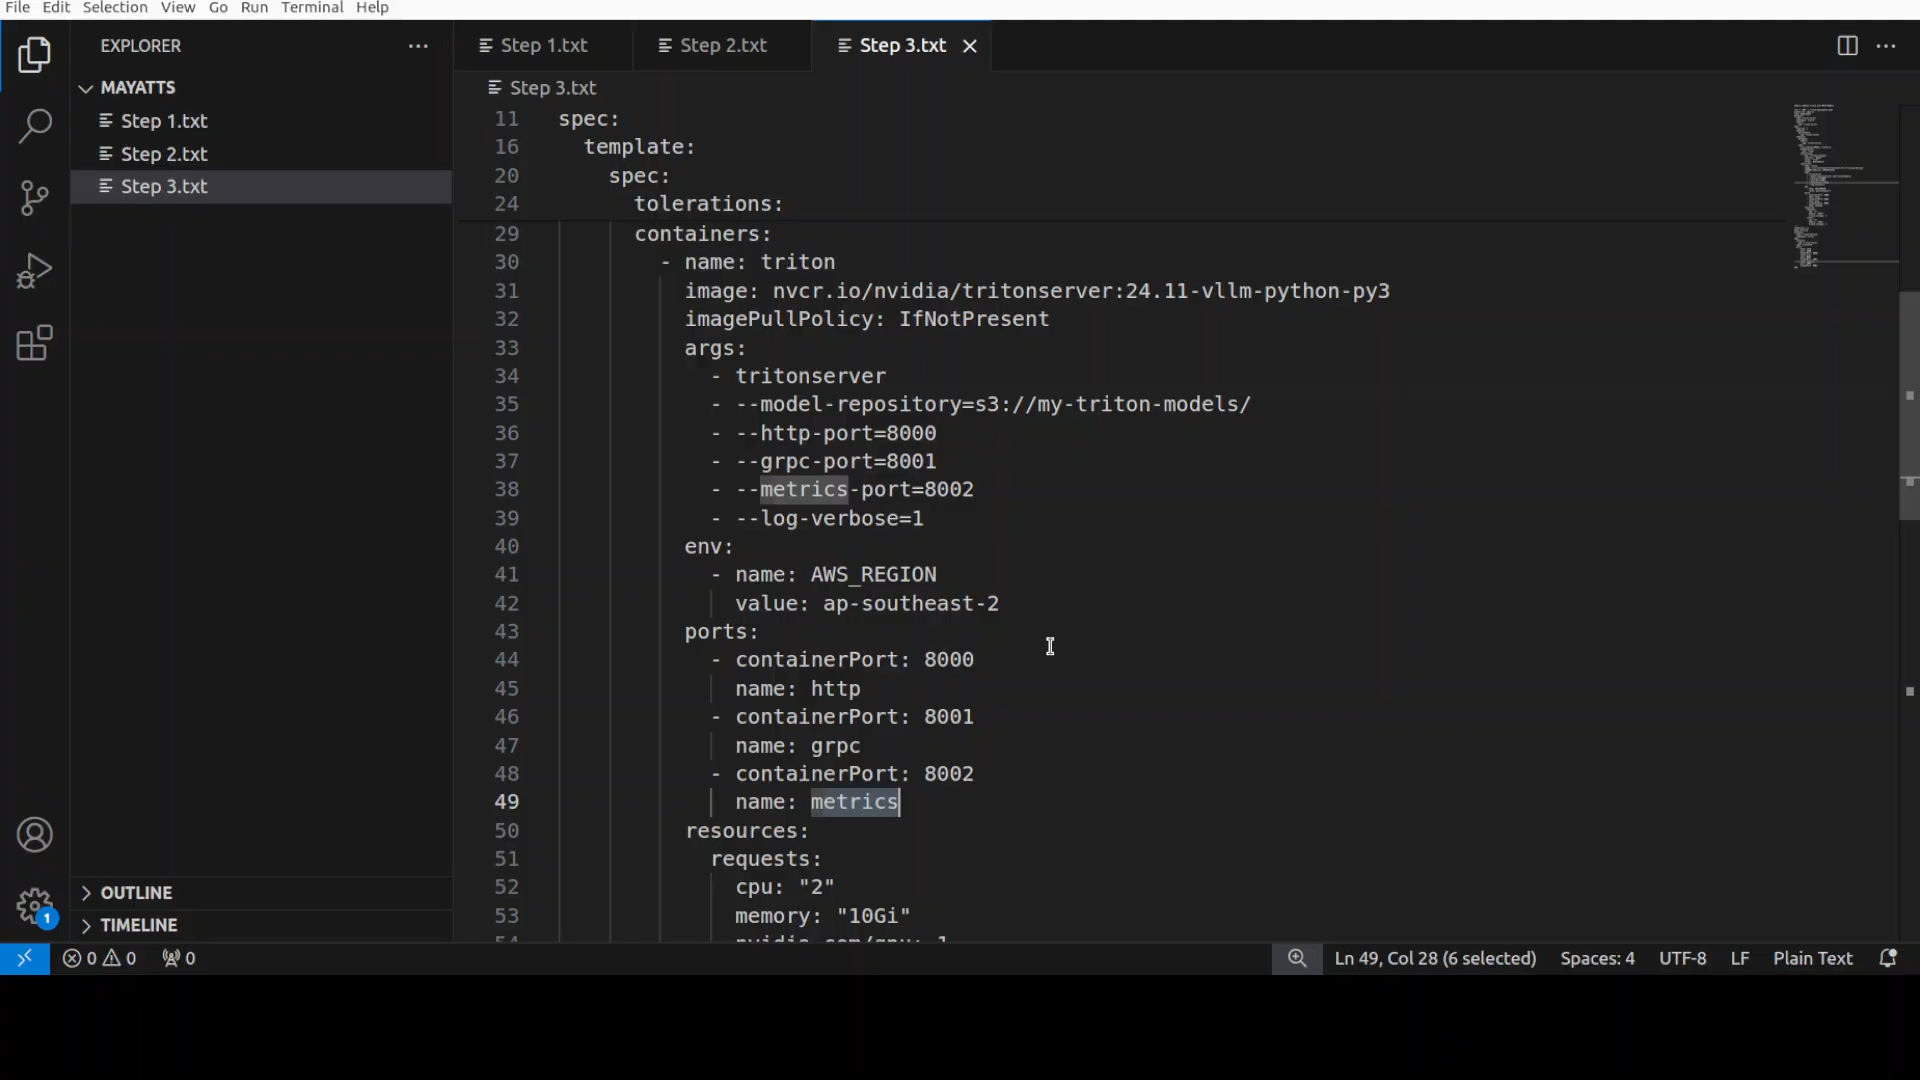 File Edit Selection View Go Run Terminal Help
EXPLORER
MAYATTS
Step 1.txt
Step 2.txt
Step 3.txt
OUTLINE
TIMELINE
Step 1.txt Step 2.txt Step 3.txt
Step 3.txt
11 spec:
16 template:
20 spec:
24 tolerations:
29 containers:
30 - name: triton
31 image: nvcr.io/nvidia/tritonserver:24.11-vllm-python-py3
32 imagePullPolicy: IfNotPresent
33 args:
34 - tritonserver
35 - --model-repository=s3://my-triton-models/
36 - --http-port=8000
37 - --grpc-port=8001
38 - --metrics-port=8002
39 - --log-verbose=1
40 env:
41 - name: AWS_REGION
42 value: ap-southeast-2
43 ports:
44 - containerPort: 8000
45 name: http
46 - containerPort: 8001
47 name: grpc
48 - containerPort: 8002
49 name: metrics
50 resources:
51 requests:
52 cpu: "2"
53 memory: "10Gi"
54 nvidia.com/gpu: 1
1
0 0 0 Ln 49, Col 28 (6 selected) Spaces: 4 UTF-8 LF Plain Text